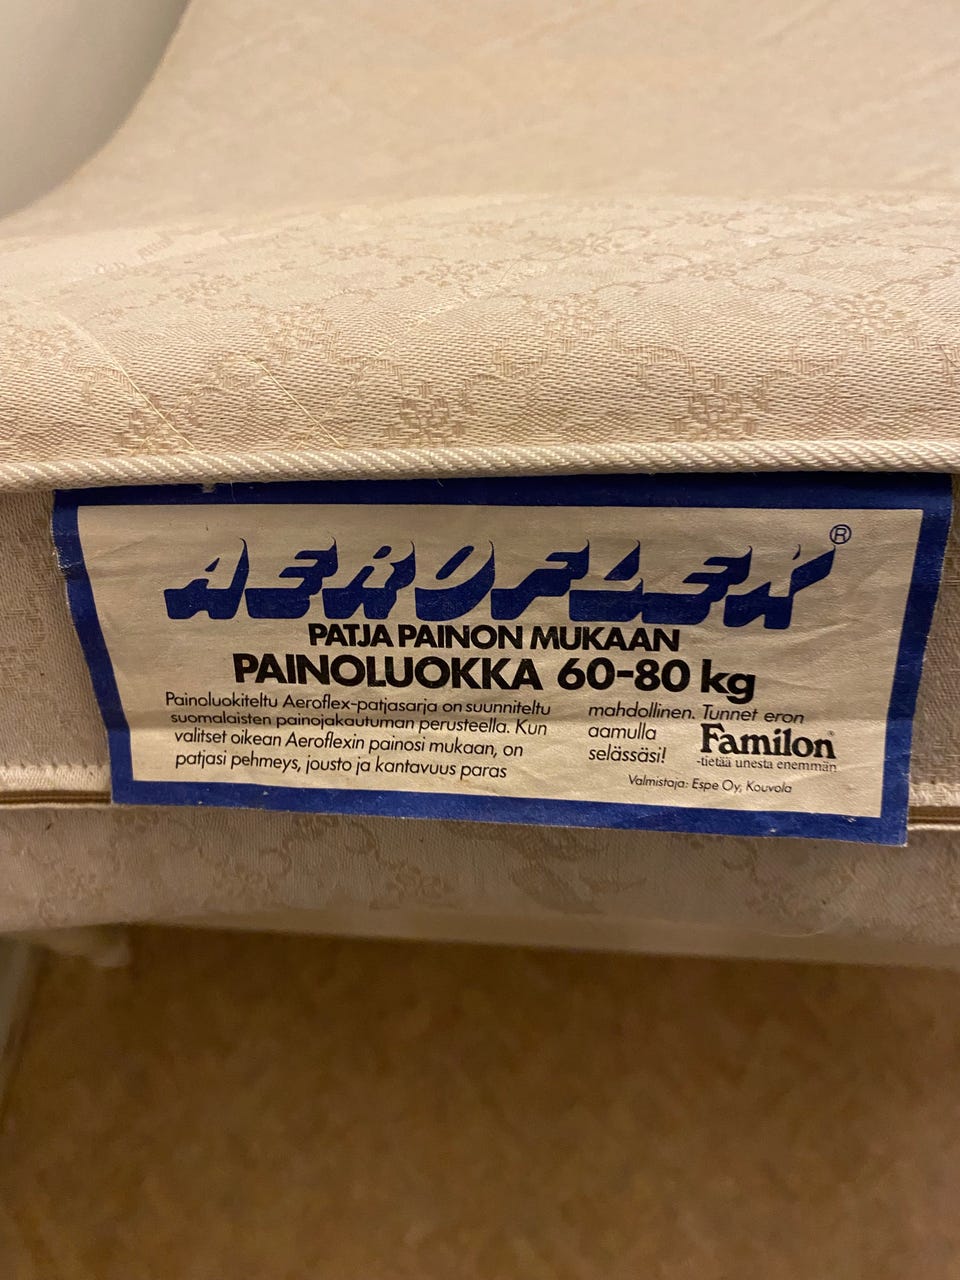 AEROFLEX®
PATJA PAINON MUKAAN
PAINOLUOKKA 60-80 kg
Painoluokiteltu Aeroflex-patjasarja on suunniteltu
suomalaisten painojakautuman perusteella. Kun
valitset oikean Aeroflexin painosi mukaan, on
patjasi pehmeys, jousto ja kantavuus paras
mahdollinen. Tunnet eron
aamulla
selässäsi!
Familon®
-tietää unesta enemmän
Valmistaja: Espe Oy, Kouvola